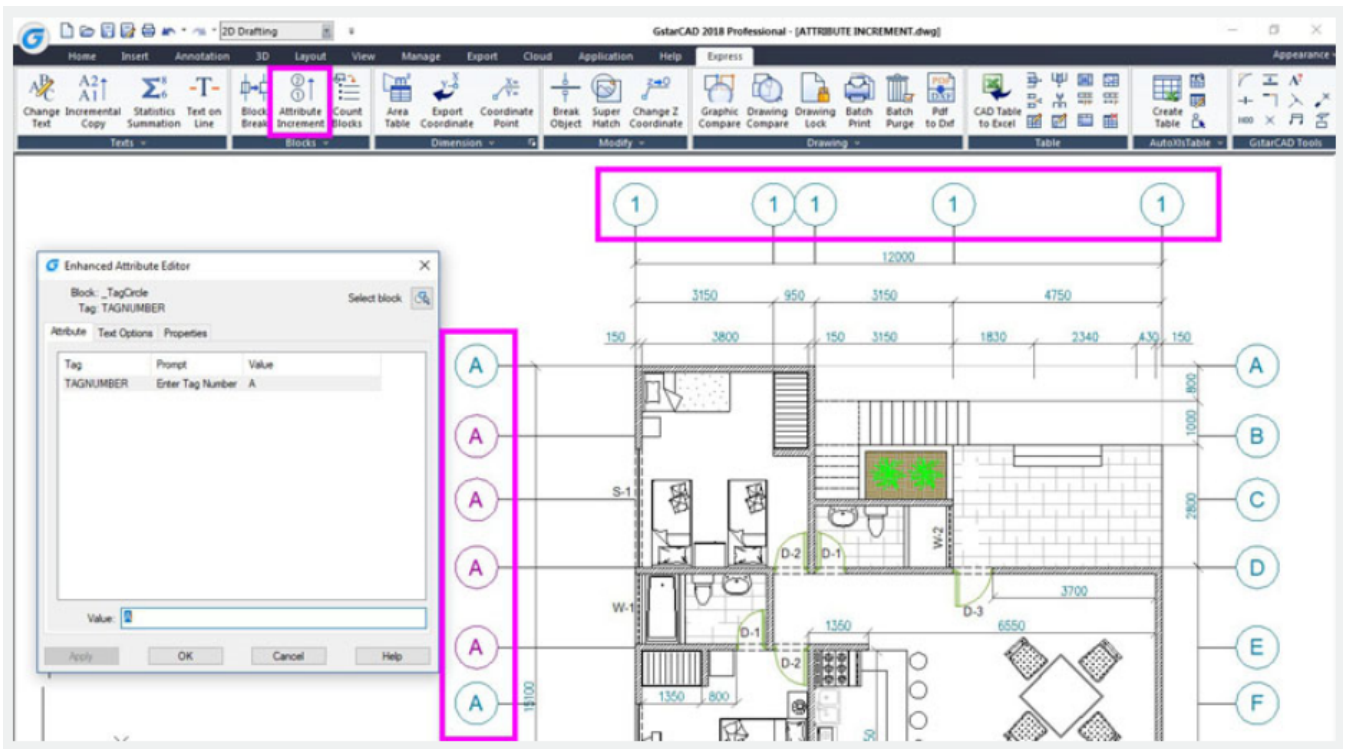 2D Drafting
GstarCAD 2018 Professional - [ATTRIBUTE INCREMENT.dwg]
Home Insert Annotation 3D Layout View Manage Export Cloud Application Help Express Appearance
Change Text
Incremental Copy
Statistics Summation
Text on Line
Block Break
Attribute Increment
Count Blocks
Area Table
Export Coordinate
Coordinate Point
Break Object
Super Hatch
Change Z Coordinate
Graphic Compare
Drawing Compare
Drawing Lock
Batch Print
Batch Purge
Pdf to Dxf
CAD Table to Excel
Create Table
Texts Blocks Dimension Modify Drawing Table AutoXlsTable GstarCAD Tools
1 1 1 1 1
12000
3150 950 3150 4750
150 3800 150 3150 1830 2340 430 150
Enhanced Attribute Editor
Block: _TagCircle
Tag: TAGNUMBER
Select block
Attribute Text Options Properties
Tag Prompt Value
TAGNUMBER Enter Tag Number A
Value:
Apply OK Cancel Help
A A
800
A 1000 B
A S-1 2800 C
W-2
D-2 D-1
A D
3700
W-1 D-3
D-1 1350 6550
A D-2 E
1350 800
A 15100 F